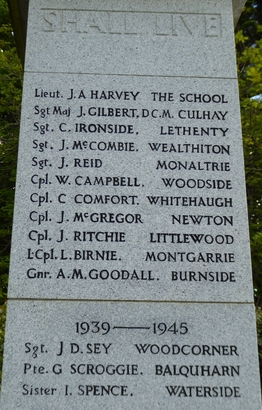 SHALL LIVE
Lieut. J.A HARVEY THE SCHOOL
Sgt Maj J. GILBERT, D.C.M. CULHAY
Sgt. C. IRONSIDE, LETHENTY
Sgt. J. McCOMBIE, WEALTHITON
Sgt. J. REID MONALTRIE
Cpl. W. CAMPBELL, WOODSIDE
Cpl. C COMFORT, WHITEHAUGH
Cpl. J. McGREGOR NEWTON
Cpl. J. RITCHIE LITTLEWOOD
L-Cpl. L. BIRNIE, MONTGARRIE
Gnr. A.M. GOODALL, BURNSIDE
1939—1945
Sgt. J D. SEY WOODCORNER
Pte. G SCROGGIE, BALQUHARN
Sister I. SPENCE, WATERSIDE